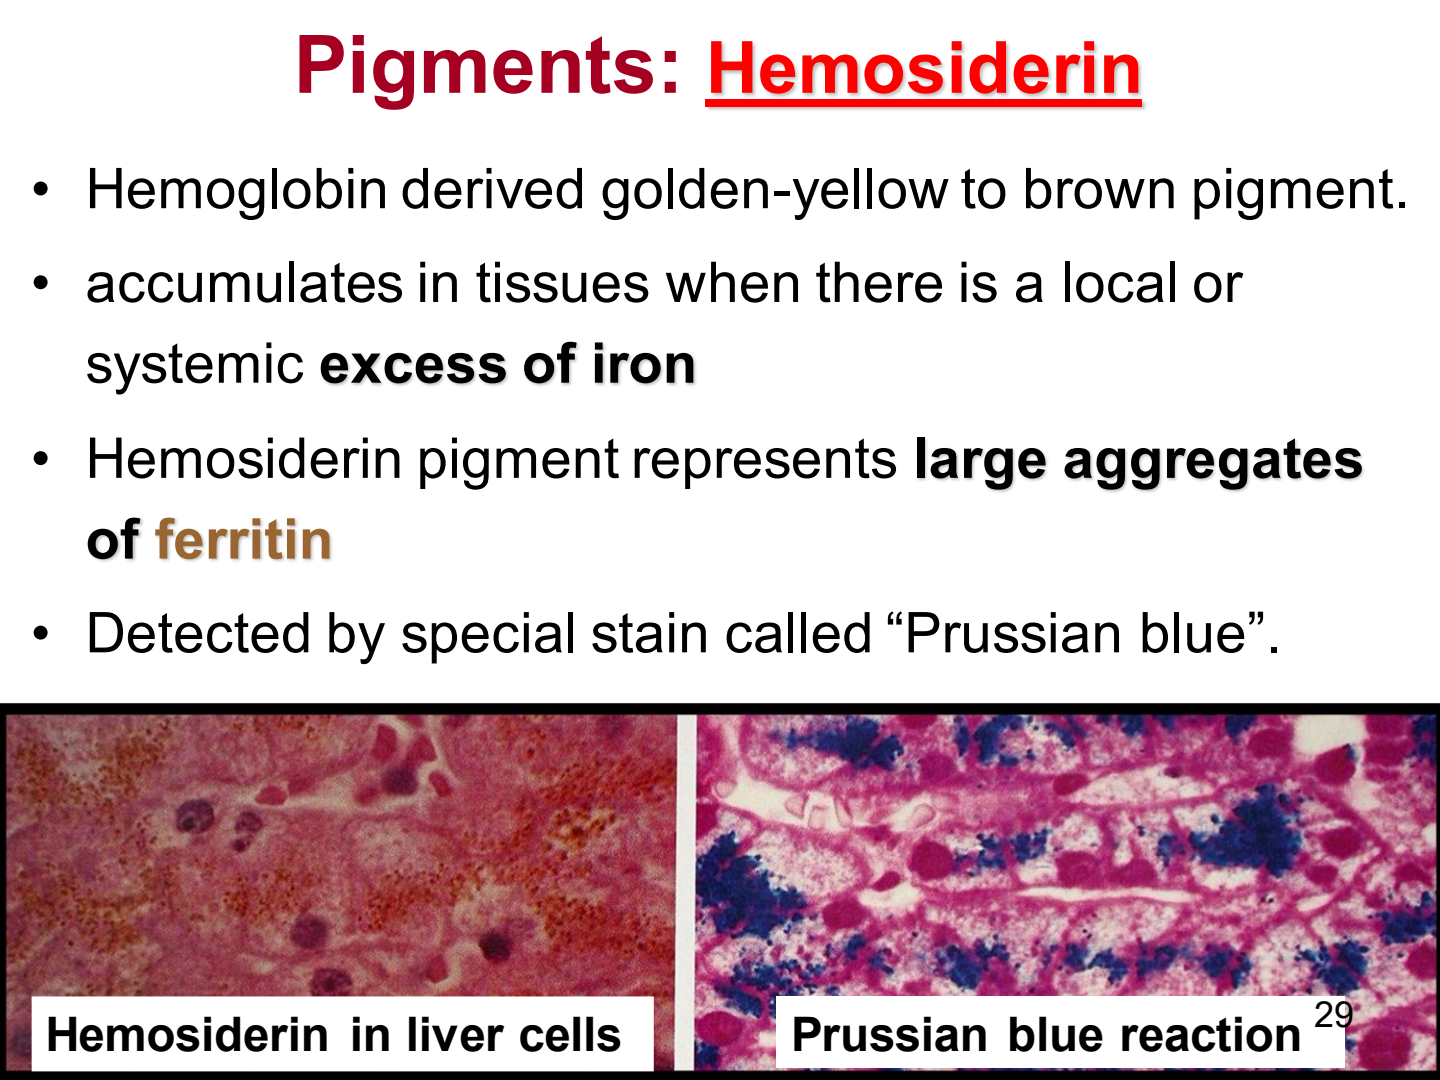 Pigments: Hemosiderin
• Hemoglobin derived golden-yellow to brown pigment.
• accumulates in tissues when there is a local or
systemic excess of iron
• Hemosiderin pigment represents large aggregates
of ferritin
• Detected by special stain called “Prussian blue”.
Hemosiderin in liver cells
Prussian blue reaction
29